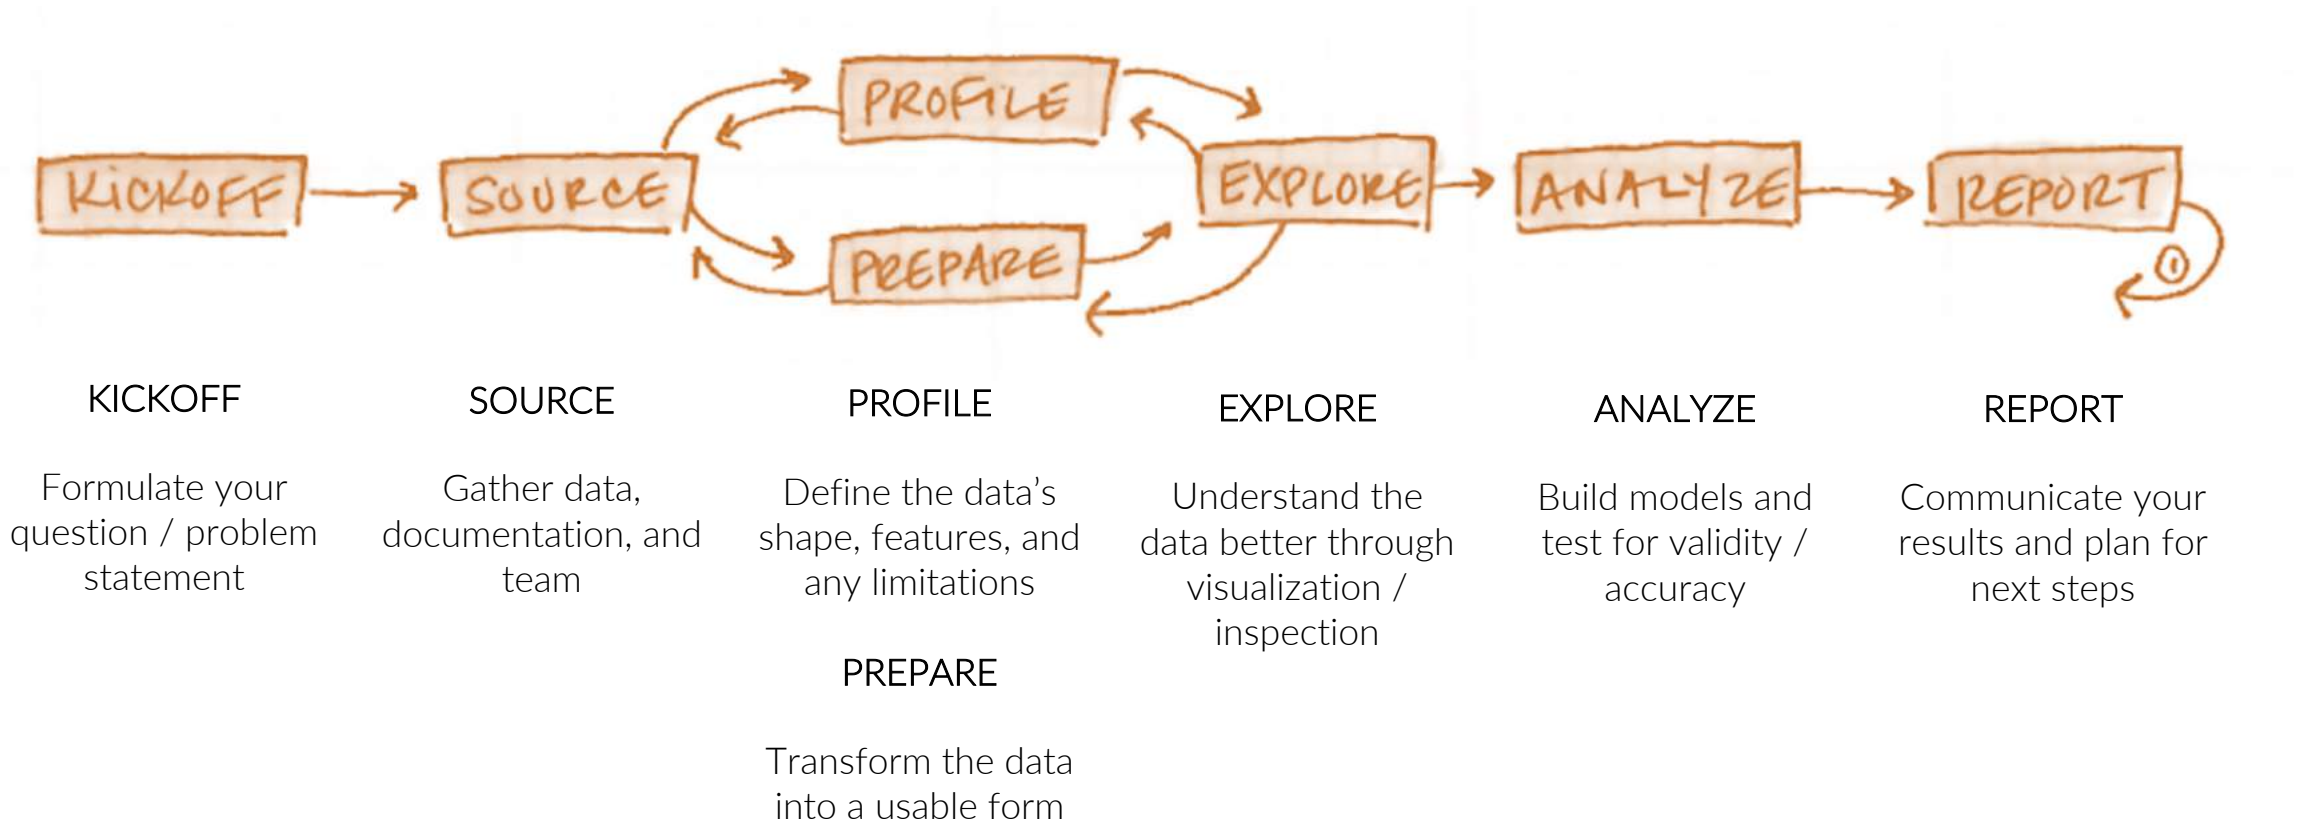 KICKOFF
SOURCE
PROFILE
PREPARE
EXPLORE
ANALYZE
REPORT
1
KICKOFF
Formulate your
question / problem
statement
SOURCE
Gather data,
documentation, and
team
PROFILE
Define the data’s
shape, features, and
any limitations
PREPARE
Transform the data
into a usable form
EXPLORE
Understand the
data better through
visualization /
inspection
ANALYZE
Build models and
test for validity /
accuracy
REPORT
Communicate your
results and plan for
next steps